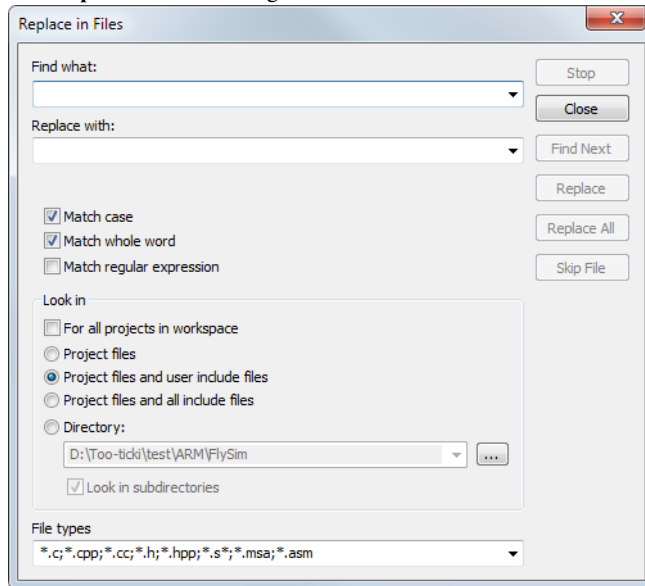 Replace in Files
Find what:
Stop
Close
Replace with:
Find Next
Replace
Match case
Replace All
Match whole word
Match regular expression
Skip File
Look in
For all projects in workspace
Project files
Project files and user include files
Project files and all include files
Directory:
D:\Too-ticki\test\ARM\FlySim
...
Look in subdirectories
File types
*.c;*.cpp;*.cc;*.h;*.hpp;*.s*;*.msa;*.asm